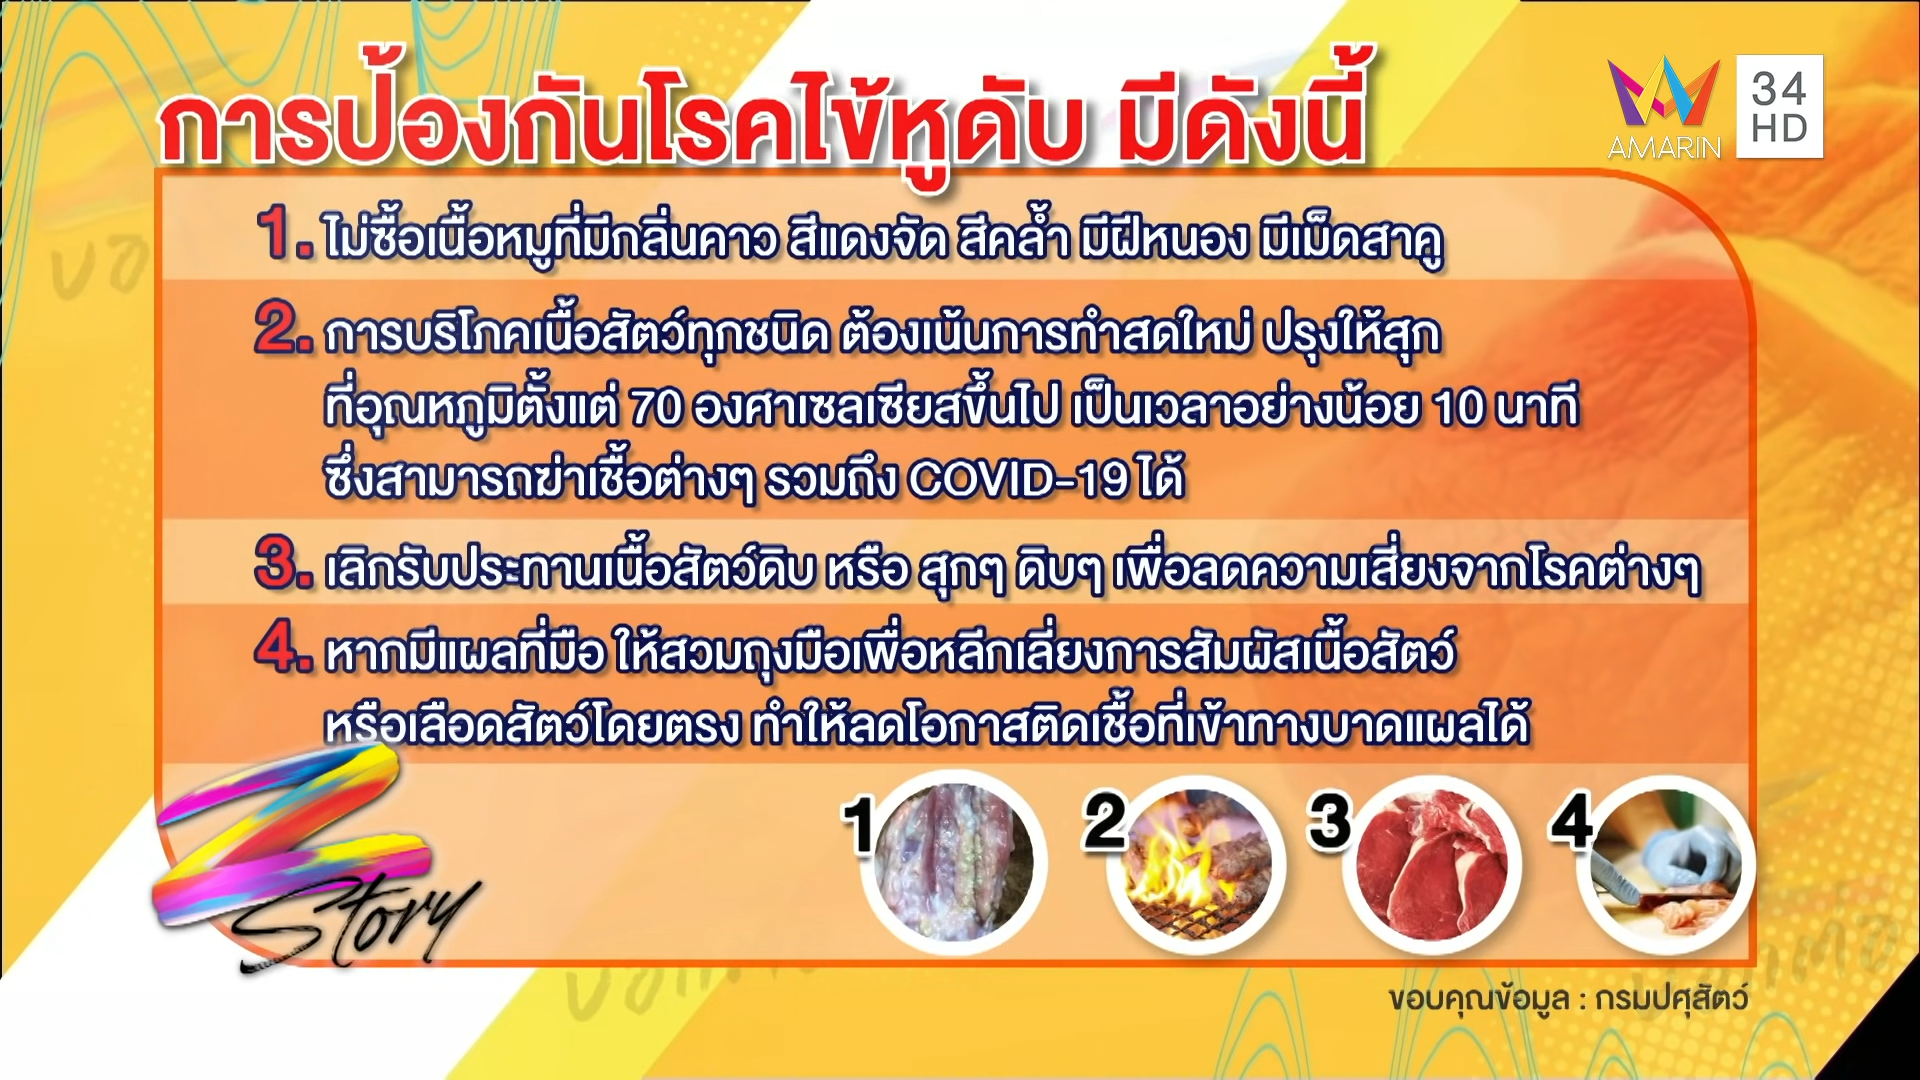 การป้องกันโรคไข้หูดับ มีดังนี้
AMARIN
34
HD
1. ไม่ซื้อเนื้อหมูที่มีกลิ่นคาว สีแดงจัด สีคล้ำ มีฝีหนอง มีเม็ดสาคู
2. การบริโภคเนื้อสัตว์ทุกชนิด ต้องเน้นการทำสดใหม่ ปรุงให้สุก
ที่อุณหภูมิตั้งแต่ 70 องศาเซลเซียสขึ้นไป เป็นเวลาอย่างน้อย 10 นาที
ซึ่งสามารถฆ่าเชื้อต่างๆ รวมถึง COVID-19 ได้
3. เลิกรับประทานเนื้อสัตว์ดิบ หรือ สุกๆ ดิบๆ เพื่อลดความเสี่ยงจากโรคต่างๆ
4. หากมีแผลที่มือ ให้สวมถุงมือเพื่อหลีกเลี่ยงการสัมผัสเนื้อสัตว์
หรือเลือดสัตว์โดยตรง ทำให้ลดโอกาสติดเชื้อที่เข้าทางบาดแผลได้
1 2 3 4
Z Story
ขอบคุณข้อมูล : กรมปศุสัตว์